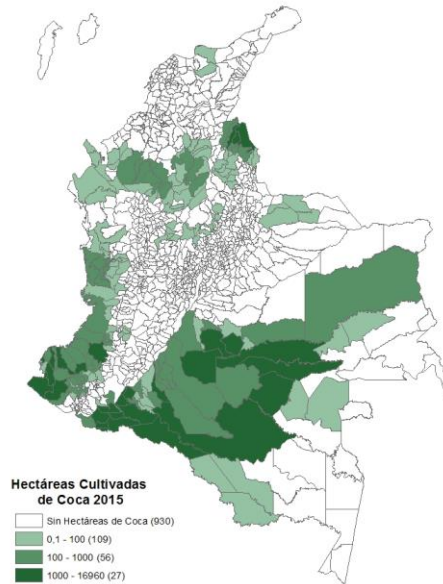 Hectáreas Cultivadas
de Coca 2015
Sin Hectáreas de Coca (930)
0,1 - 100 (109)
100 - 1000 (56)
1000 - 16960 (27)